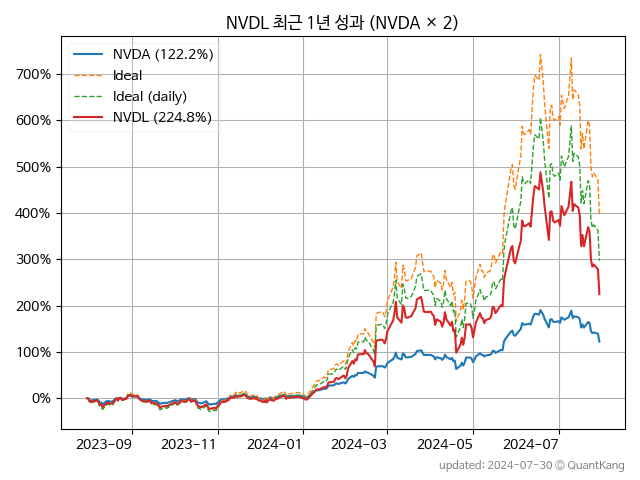 NVDL 최근 1년 성과 (NVDA × 2)
NVDA (122.2%)
Ideal
Ideal (daily)
NVDL (224.8%)
700%
600%
500%
400%
300%
200%
100%
0%
2023-09
2023-11
2024-01
2024-03
2024-05
2024-07
updated: 2024-07-30 © QuantKang